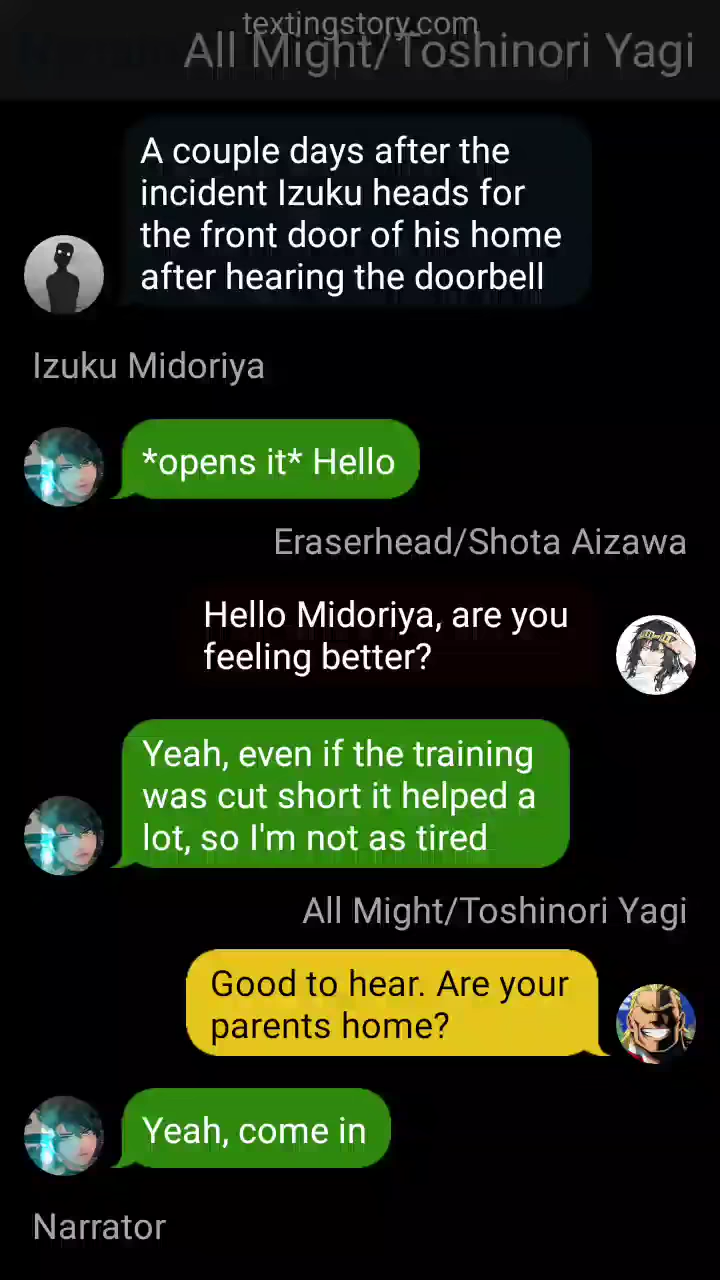 textingstory.com
All Might/Toshinori Yagi
A couple days after the
incident Izuku heads for
the front door of his home
after hearing the doorbell
Izuku Midoriya
*opens it* Hello
Eraserhead/Shota Aizawa
Hello Midoriya, are you
feeling better?
Yeah, even if the training
was cut short it helped a
lot, so I'm not as tired
All Might/Toshinori Yagi
Good to hear. Are your
parents home?
Yeah, come in
Narrator